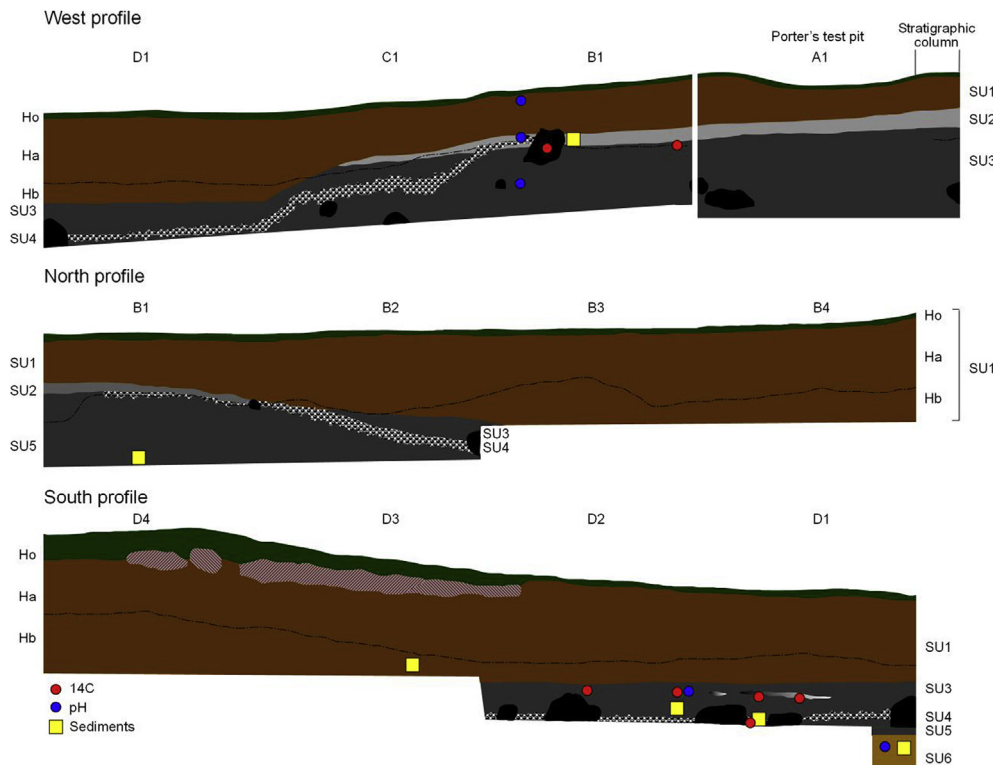 West profile
Porter's test pit
Stratigraphic
column
D1
C1
B1
A1
Ho
Ha
Hb
SU3
SU4
SU1
SU2
SU3
North profile
B1
B2
B3
B4
SU1
SU2
SU5
SU3
SU4
Ho
Ha
Hb
SU1
South profile
D4
D3
D2
D1
Ho
Ha
Hb
14C
pH
Sediments
SU1
SU3
SU4
SU5
SU6